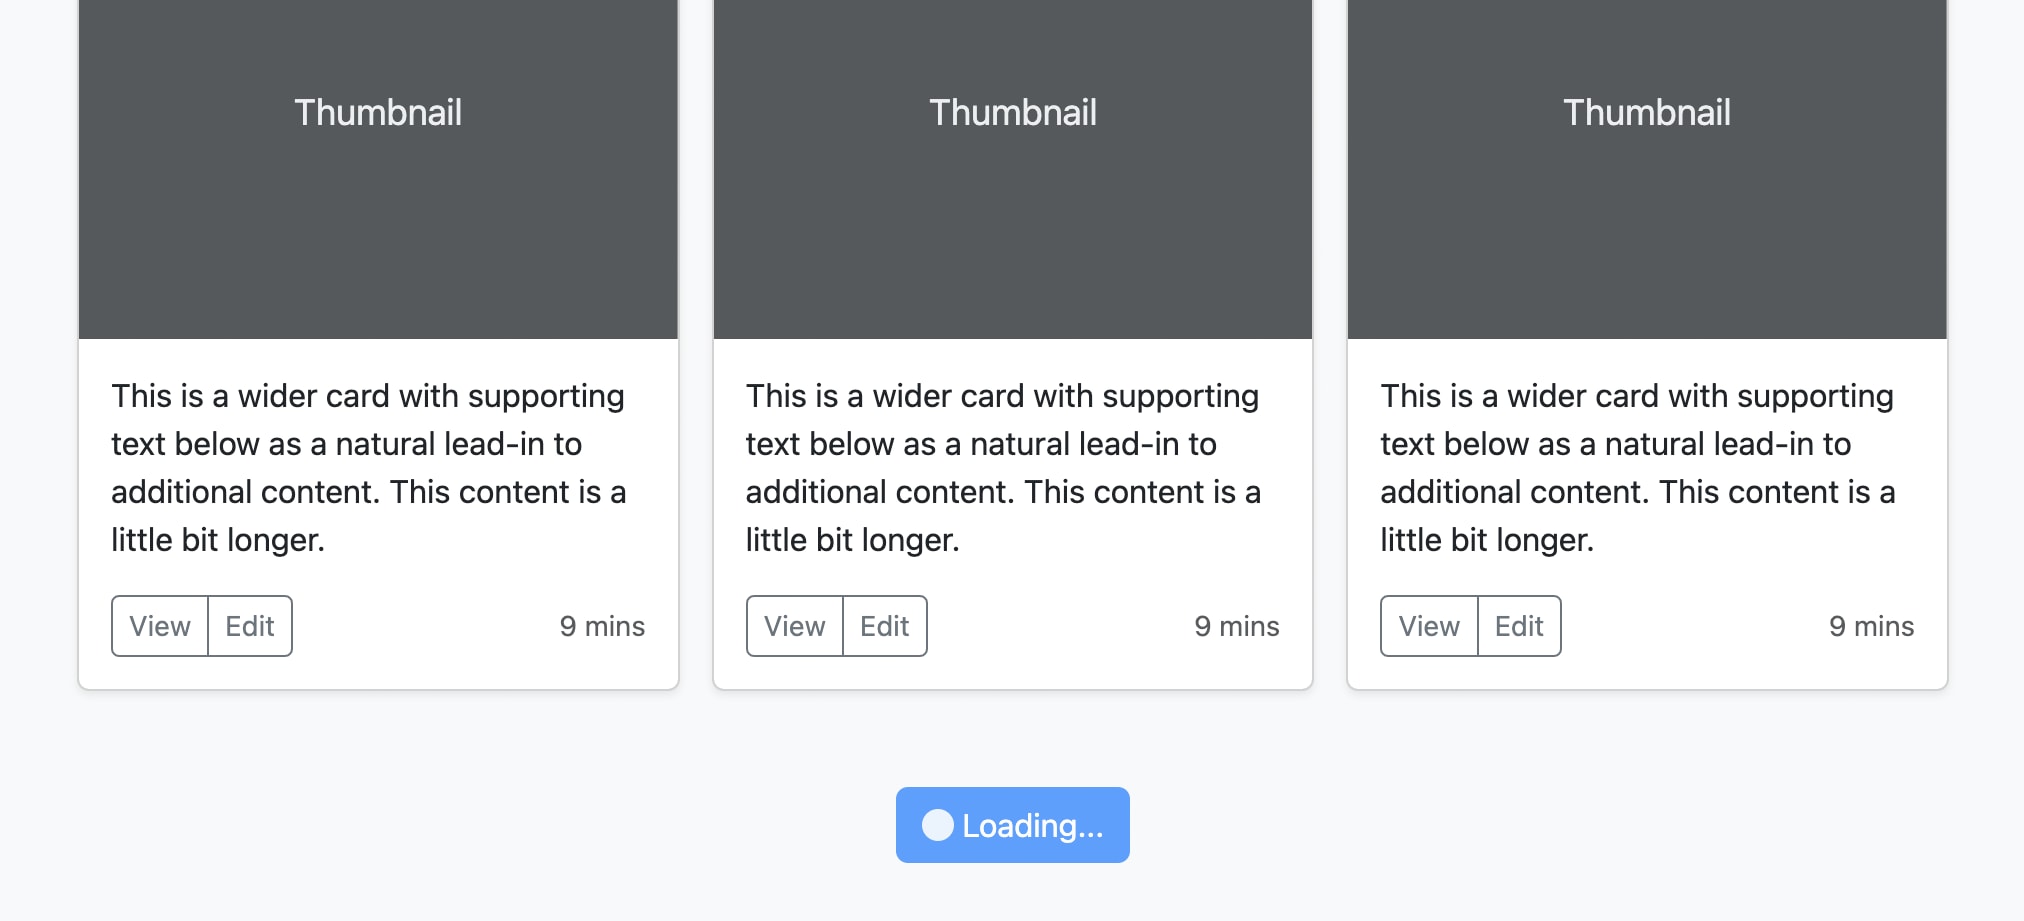 Thumbnail
Thumbnail
Thumbnail
This is a wider card with supporting
text below as a natural lead-in to
additional content. This content is a
little bit longer.
View Edit 9 mins
This is a wider card with supporting
text below as a natural lead-in to
additional content. This content is a
little bit longer.
View Edit 9 mins
This is a wider card with supporting
text below as a natural lead-in to
additional content. This content is a
little bit longer.
View Edit 9 mins
Loading...